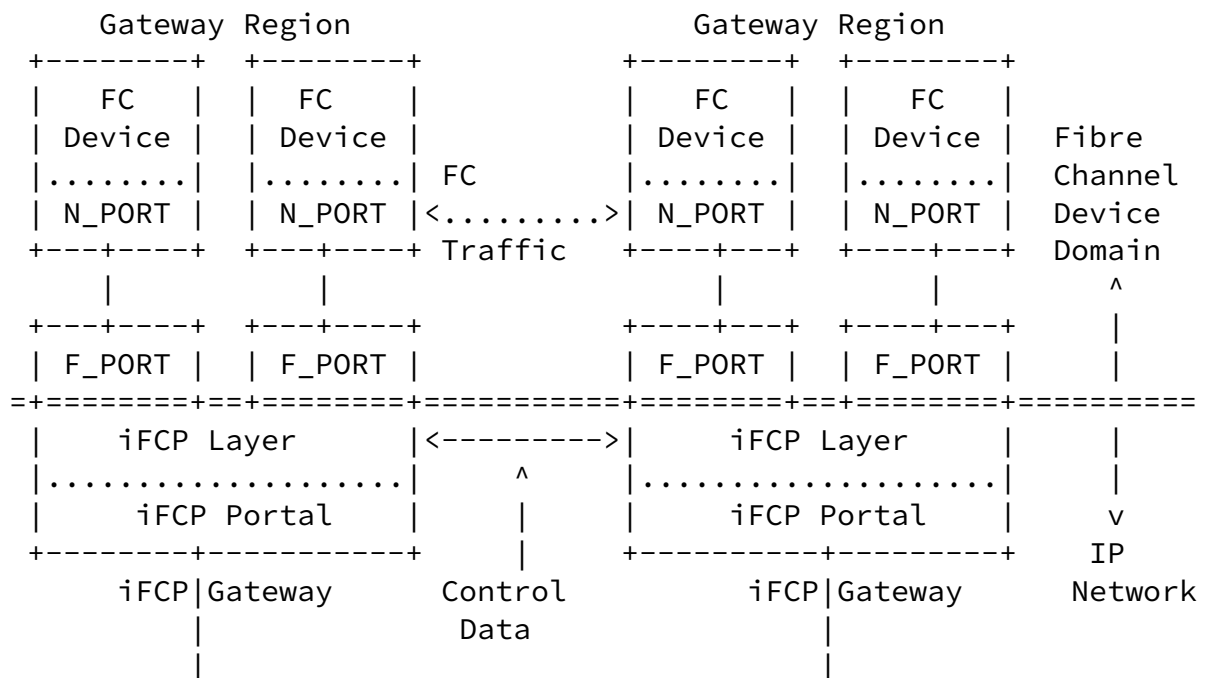 Gateway Region                   Gateway Region
  +--------+  +--------+           +--------+  +--------+
  |   FC   |  |  FC    |           |   FC   |  |   FC   |
  | Device |  | Device |           | Device |  | Device |  Fibre
  |........|  |........| FC        |........|  |........|  Channel
  | N_PORT |  | N_PORT |<.........>| N_PORT |  | N_PORT |  Device
  +---+----+  +---+----+ Traffic   +----+---+  +----+---+  Domain
      |           |                     |           |         ^
  +---+----+  +---+----+           +----+---+  +----+---+     |
  | F_PORT |  | F_PORT |           | F_PORT |  | F_PORT |     |
 =+========+==+========+===========+========+==+========+==========
  |    iFCP Layer      |<--------->|     iFCP Layer     |     |
  |....................|     ^     |....................|     |
  |     iFCP Portal    |     |     |     iFCP Portal    |     v
  +--------+-----------+     |     +----------+---------+    IP
       iFCP|Gateway      Control          iFCP|Gateway      Network
           |              Data                |
           |                                  |